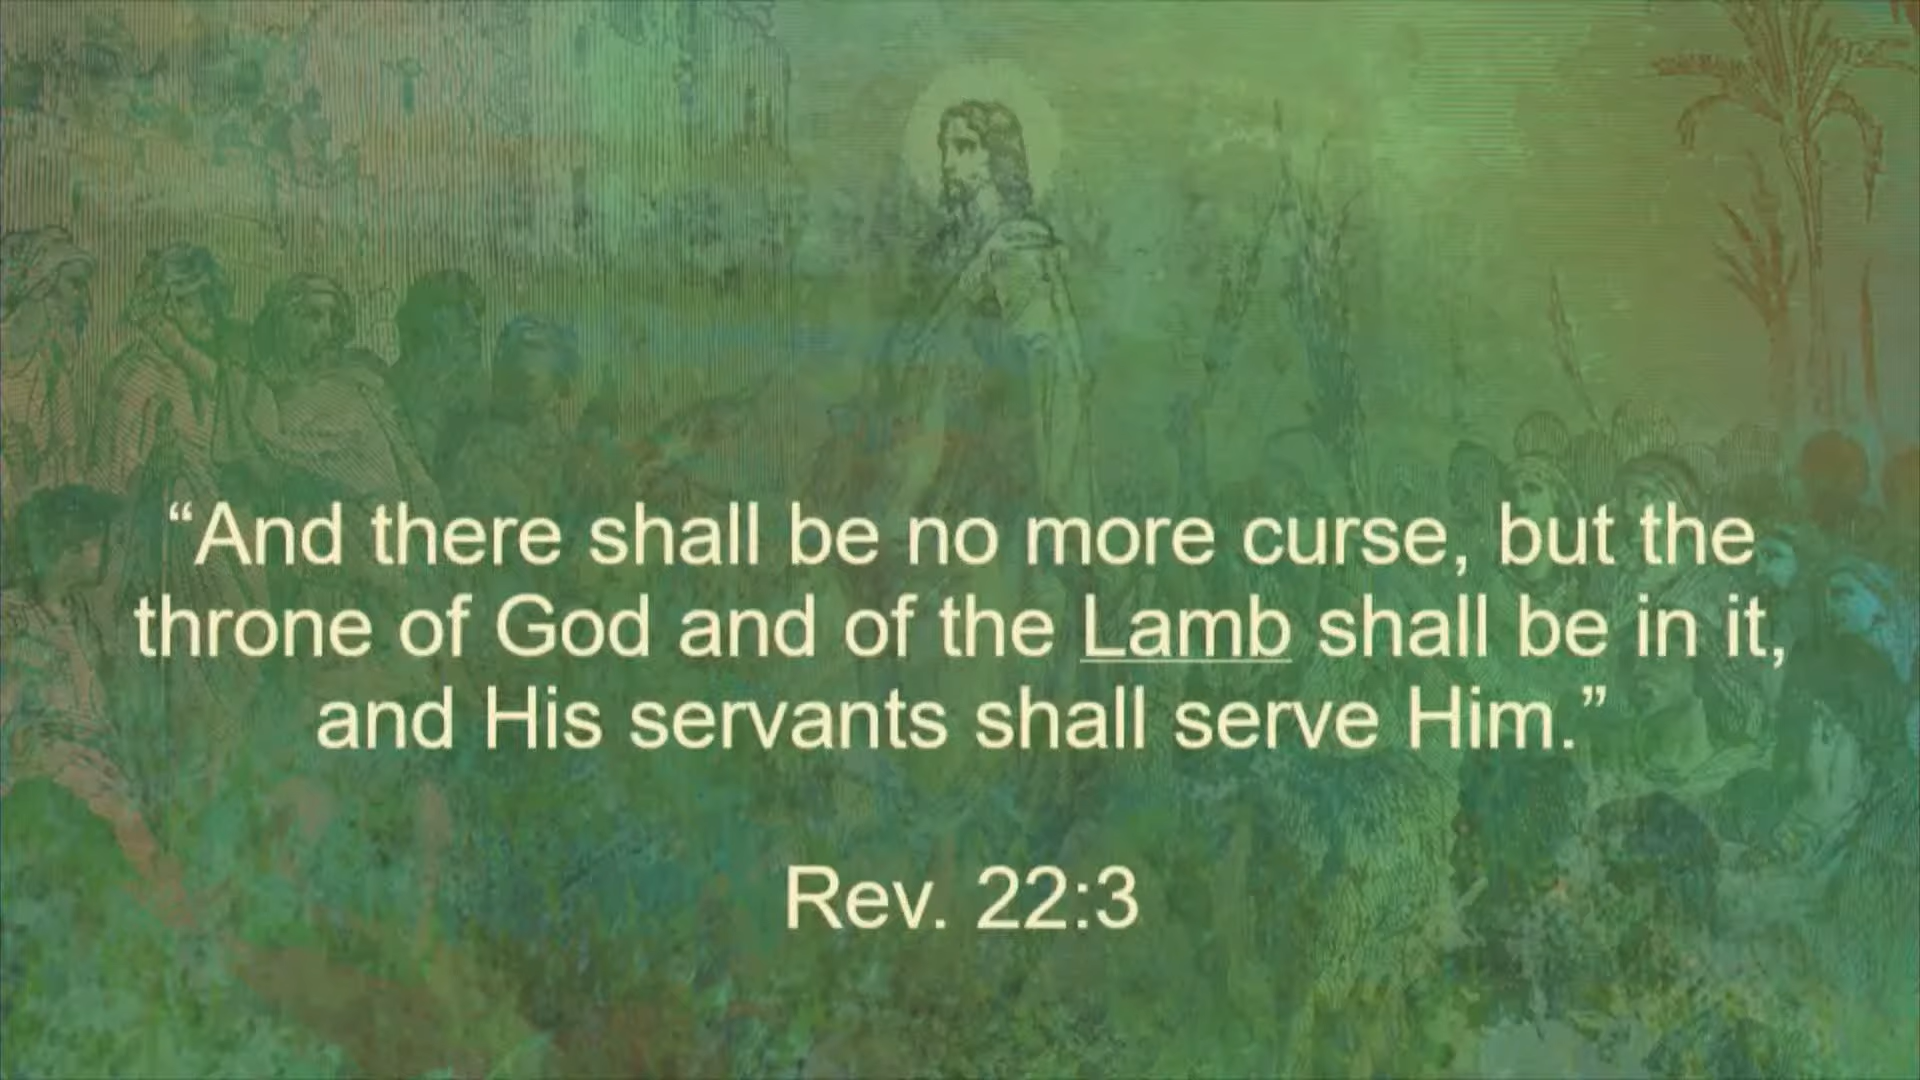 “And there shall be no more curse, but the
throne of God and of the Lamb shall be in it,
and His servants shall serve Him.”
Rev. 22:3